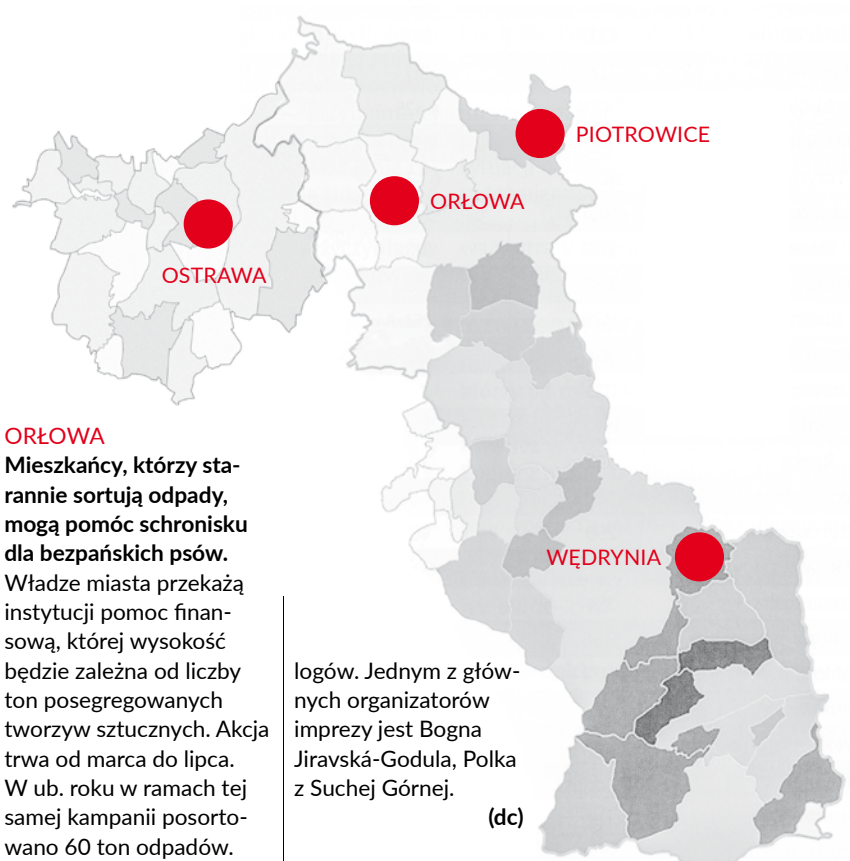 PIOTROWICE
ORŁOWA
OSTRAWA
WĘDRYNIA
ORŁOWA
Mieszkańcy, którzy sta-
rannie sortują odpady,
mogą pomóc schronisku
dla bezpańskich psów.
Władze miasta przekażą
instytucji pomoc finan-
sową, której wysokość
będzie zależna od liczby
ton posegregowanych
tworzyw sztucznych. Akcja
trwa od marca do lipca.
W ub. roku w ramach tej
samej kampanii posorto-
wano 60 ton odpadów.
logów. Jednym z głów-
nych organizatorów
imprezy jest Bogna
Jiravská-Godula, Polka
z Suchej Górnej.
(dc)